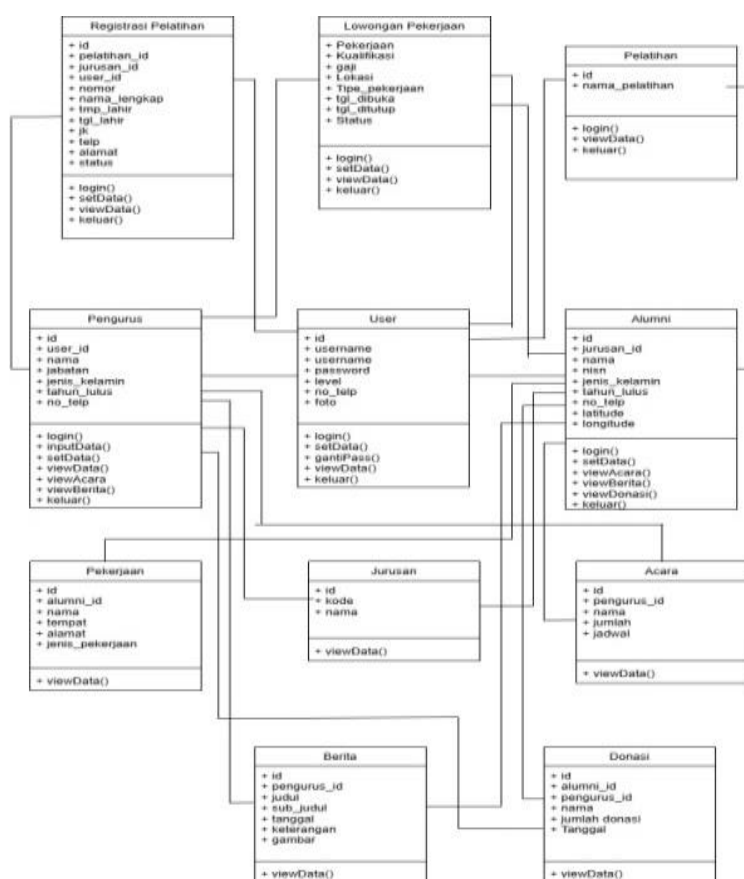 Registrasi Pelatihan
+ id
+ pelatihan_id
+ jurusan_id
+ user_id
+ nomor
+ nama_lengkap
+ tmp_lahir
+ tgl_lahir
+ jk
+ telp
+ alamat
+ status
+ login()
+ setData()
+ viewData()
+ keluar()
Lowongan Pekerjaan
+ Pekerjaan
+ Kualifikasi
+ gaji
+ Lokasi
+ Tipe_pekerjaan
+ tgl_dibuka
+ tgl_ditutup
+ Status
+ login()
+ setData()
+ viewData()
+ keluar()
Pelatihan
+ id
+ nama_pelatihan
+ login()
+ viewData()
+ keluar()
Pengurus
+ id
+ user_id
+ nama
+ jabatan
+ jenis_kelamin
+ tahun_lulus
+ no_telp
+ login()
+ inputData()
+ setData()
+ viewData()
+ viewAcara
+ viewBerita()
+ keluar()
User
+ id
+ username
+ username
+ password
+ level
+ no_telp
+ foto
+ login()
+ setData()
+ gantiPass()
+ viewData()
+ keluar()
Alumni
+ id
+ jurusan_id
+ nama
+ nisn
+ jenis_kelamin
+ tahun_lulus
+ no_telp
+ latitude
+ longitude
+ login()
+ setData()
+ viewAcara()
+ viewBerita()
+ viewDonasi()
+ keluar()
Pekerjaan
+ id
+ alumni_id
+ nama
+ tempat
+ alamat
+ jenis_pekerjaan
+ viewData()
Jurusan
+ id
+ kode
+ nama
+ viewData()
Acara
+ id
+ pengurus_id
+ nama
+ jumlah
+ jadwal
+ viewData()
Berita
+ id
+ pengurus_id
+ judul
+ sub_judul
+ tanggal
+ keterangan
+ gambar
+ viewData()
Donasi
+ id
+ alumni_id
+ pengurus_id
+ nama
+ jumlah donasi
+ Tanggal
+ viewData()